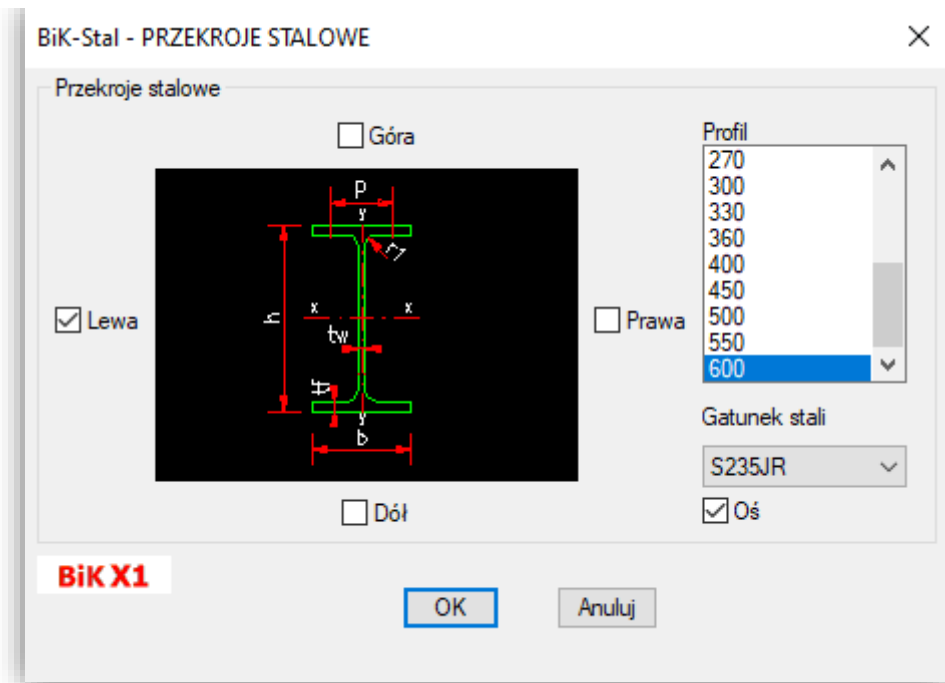 BiK-Stal - PRZEKROJE STALOWE
Przekroje stalowe
Góra
Profil
270
300
330
360
400
450
500
550
600
p
y
r1
h
x x
tw
tf
y
b
Lewa
Prawa
Gatunek stali
S235JR
Dół
Oś
BiK X1
OK
Anuluj